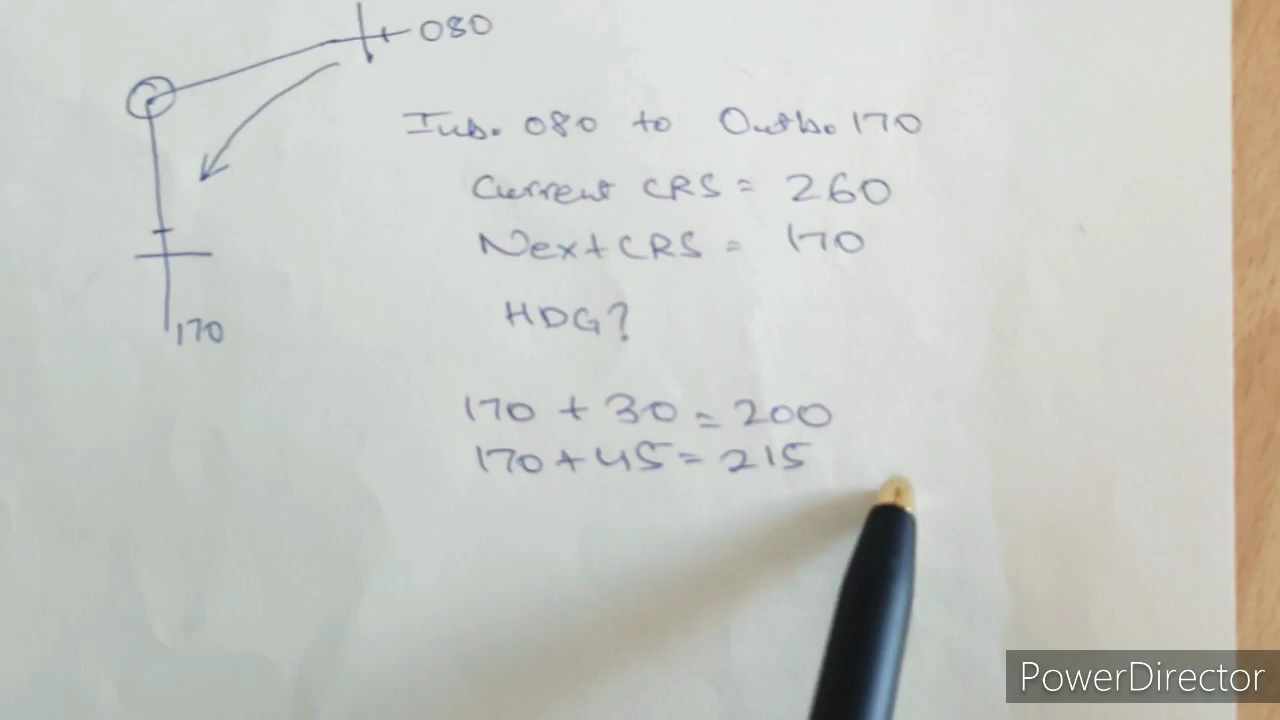 080
Inb. 080 to Outb. 170
Current CRS = 260
Next CRS = 170
HDG?
170
170 + 30 = 200
170 + 45 = 215
PowerDirector